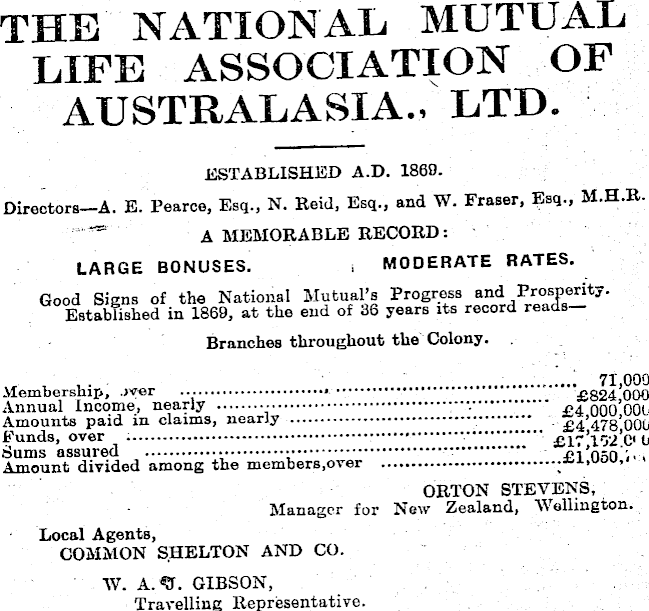 THE NATIONAL MUTUAL
LIFE ASSOCIATION OF
AUSTRALASIA., LTD.
ESTABLISHED A.D. 1869.
Directors—A. E. Pearce, Esq., N. Reid, Esq., and W. Fraser, Esq., M.H.R.
A MEMORABLE RECORD:
LARGE BONUSES. MODERATE RATES.
Good Signs of the National Mutual's Progress and Prosperity.
Established in 1869, at the end of 36 years its record reads—
Branches throughout the Colony.
Membership, over ........ 71,000
Annual Income, nearly ........ £824,000
Amounts paid in claims, nearly ........ £4,000,000
Funds, over ........ £4,478,000
Sums assured ........
Amount divided among the members,over ........
ORTON STEVENS,
Manager for New Zealand, Wellington.
Local Agents,
COMMON SHELTON AND CO.
W. A. GIBSON,
Travelling Representative.